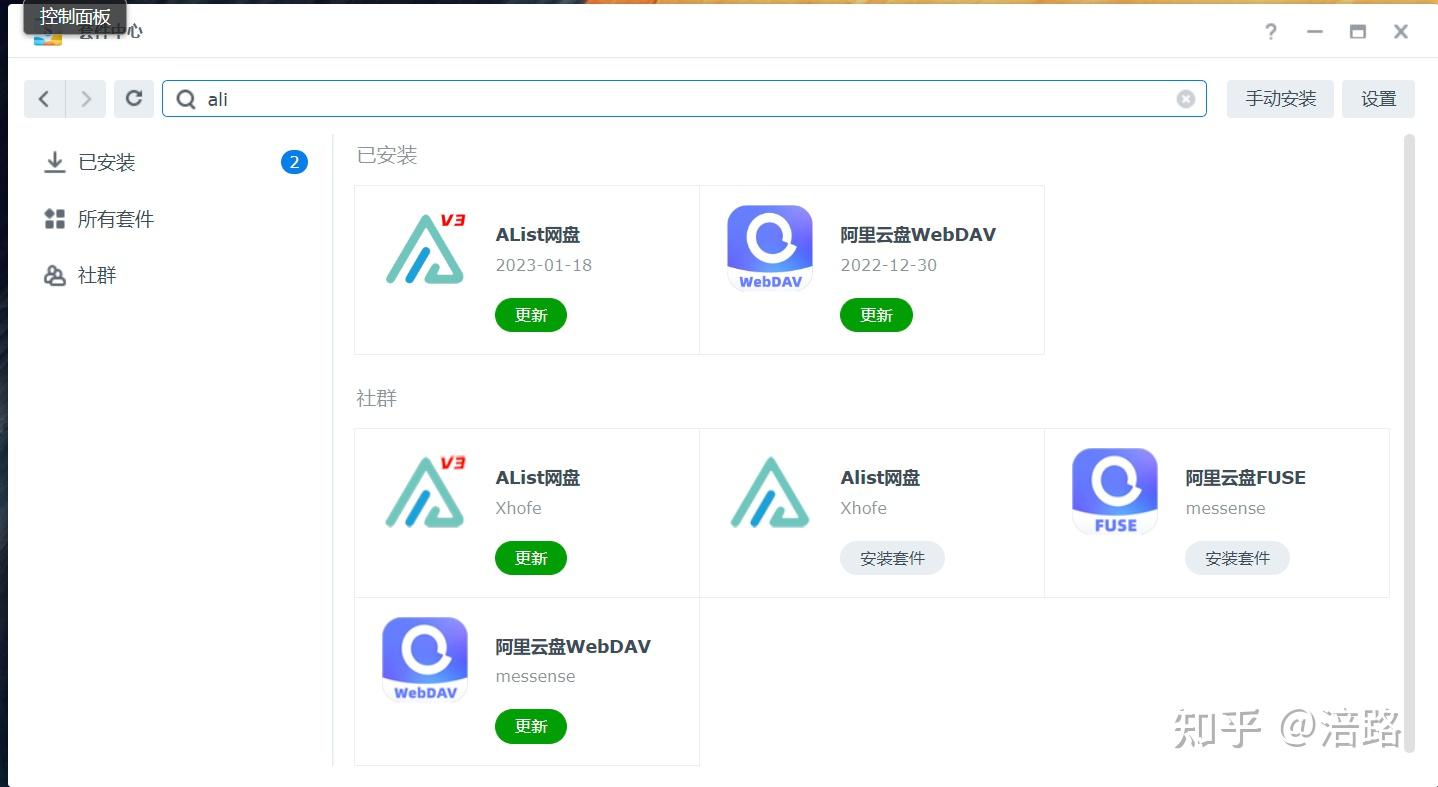 控制面板
套件中心
ali
手动安装
设置
已安装
2
所有套件
社群
已安装
V3
AList网盘
2023-01-18
更新
WebDAV
阿里云盘WebDAV
2022-12-30
更新
社群
V3
AList网盘
Xhofe
更新
Alist网盘
Xhofe
安装套件
FUSE
阿里云盘FUSE
messense
安装套件
WebDAV
阿里云盘WebDAV
messense
更新
知乎 @涪路